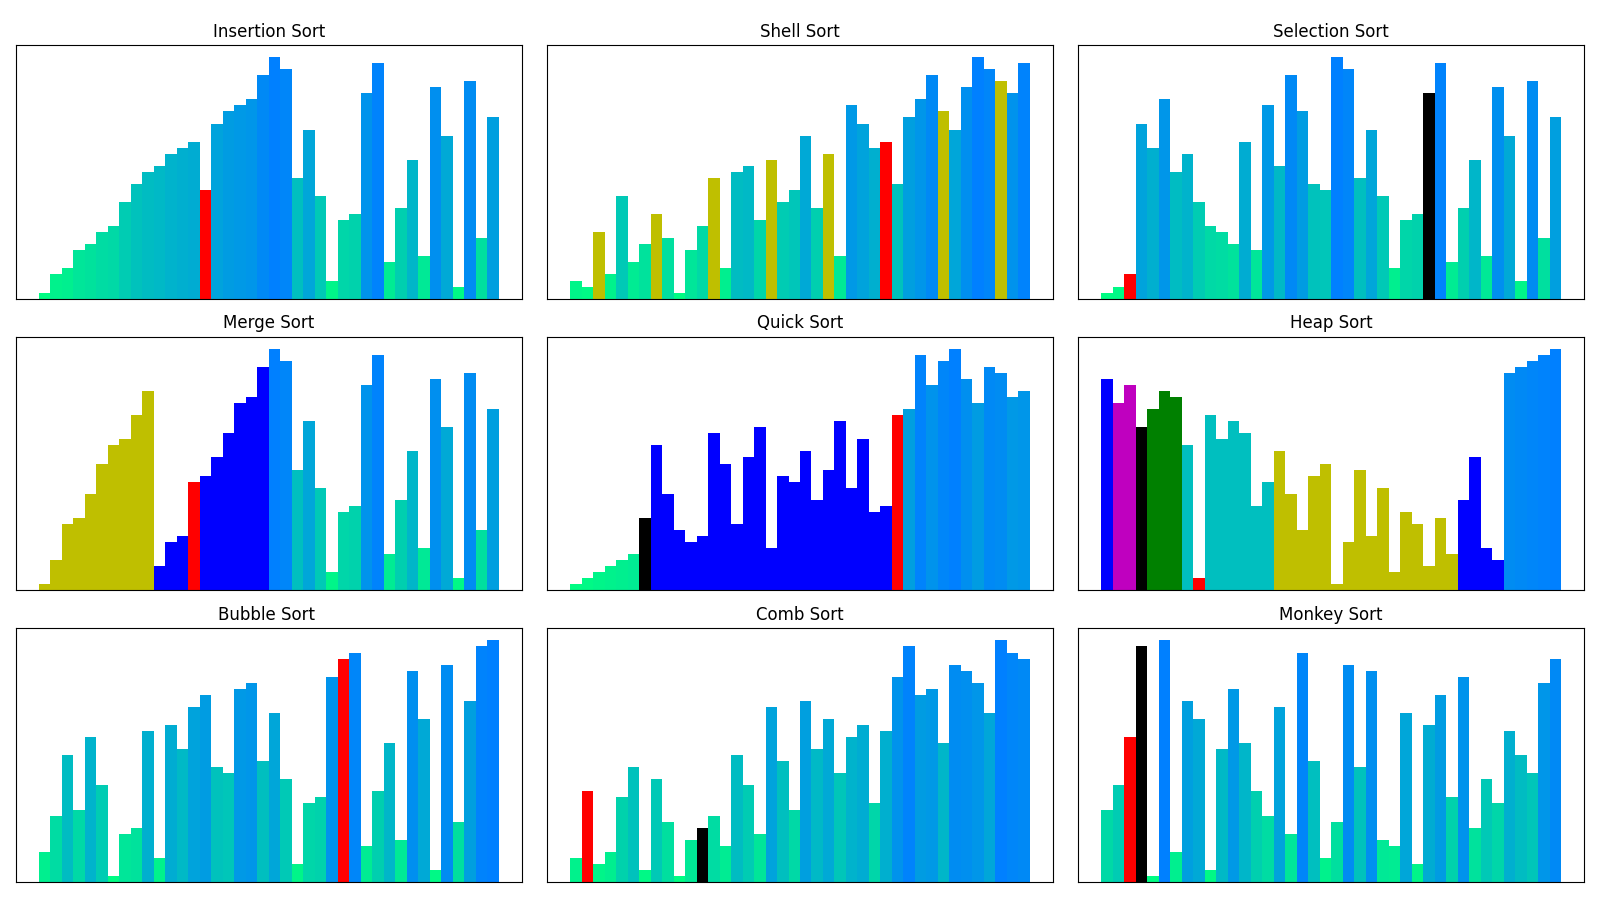 Insertion Sort
Shell Sort
Selection Sort
Merge Sort
Quick Sort
Heap Sort
Bubble Sort
Comb Sort
Monkey Sort